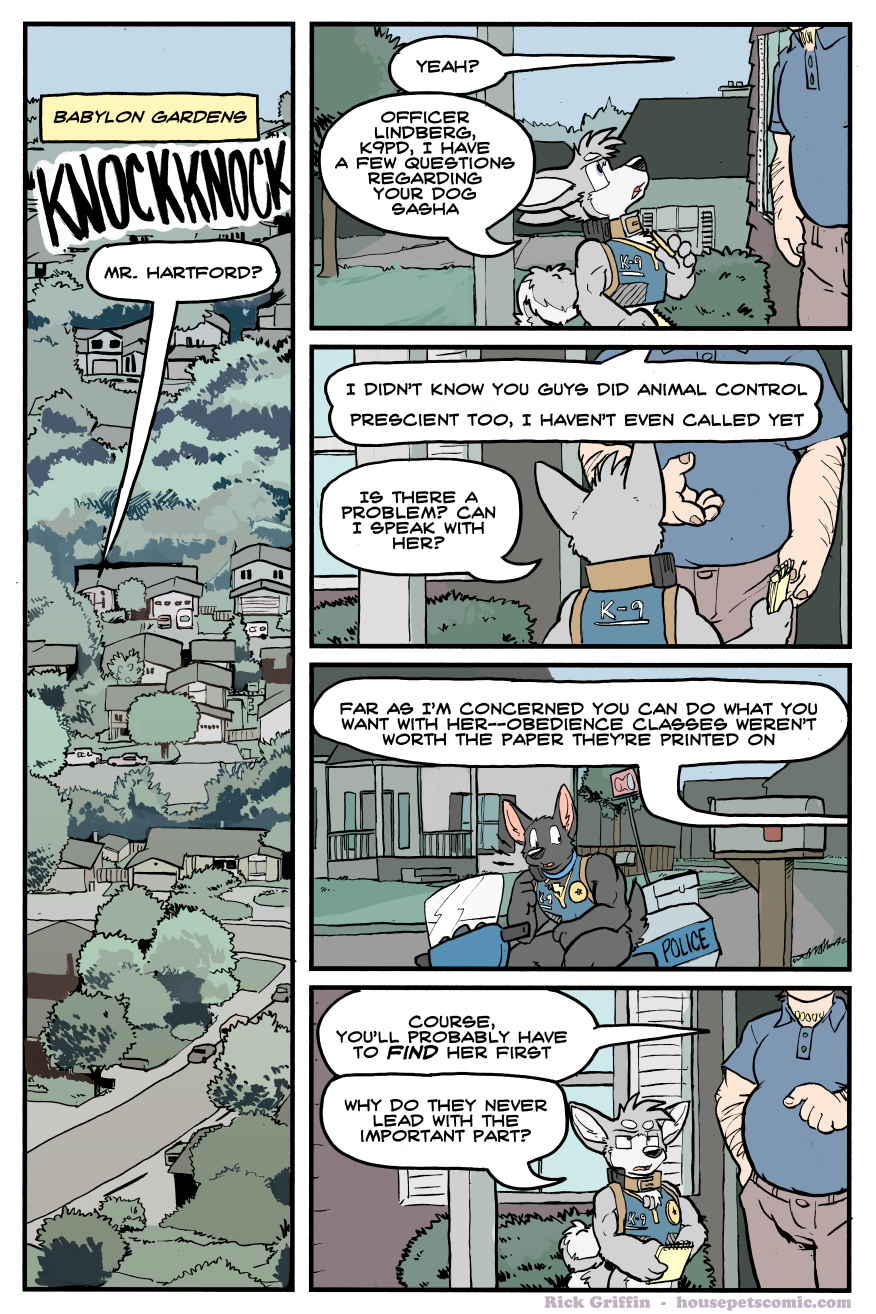 BABYLON GARDENS
KNOCKKNOCK
MR. HARTFORD?
YEAH?
OFFICER
LINDBERG,
K9PD, I HAVE
A FEW QUESTIONS
REGARDING
YOUR DOG
SASHA
K-9
I DIDN'T KNOW YOU GUYS DID ANIMAL CONTROL
PRESCIENT TOO, I HAVEN'T EVEN CALLED YET
IS THERE A
PROBLEM? CAN
I SPEAK WITH
HER?
K-9
FAR AS I'M CONCERNED YOU CAN DO WHAT YOU
WANT WITH HER--OBEDIENCE CLASSES WEREN'T
WORTH THE PAPER THEY'RE PRINTED ON
K-9
POLICE
COURSE,
YOU'LL PROBABLY HAVE
TO FIND HER FIRST
WHY DO THEY NEVER
LEAD WITH THE
IMPORTANT PART?
K-9
Rick Griffin - housepetscomic.com